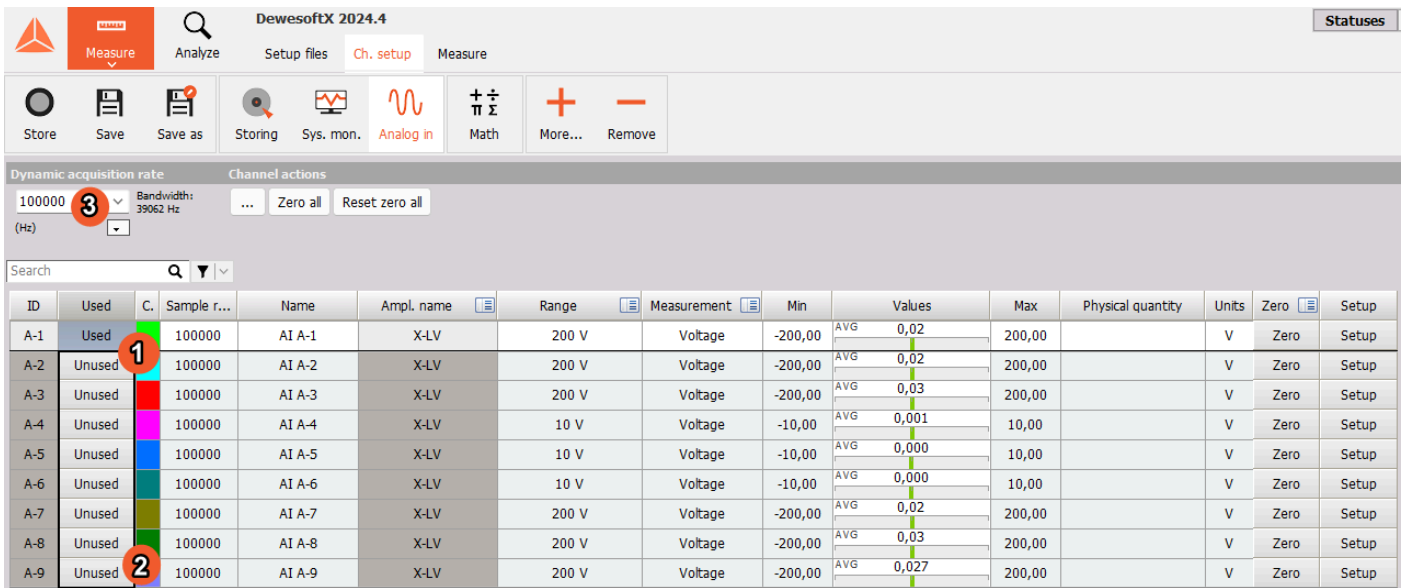 DewesoftX 2024.4
Statuses
Measure Analyze Setup files Ch. setup Measure
Store Save Save as Storing Sys. mon. Analog in Math More... Remove
Dynamic acquisition rate Channel actions
100000 3 Bandwidth: 39062 Hz ... Zero all Reset zero all
(Hz)
Search
ID Used C. Sample r... Name Ampl. name Range Measurement Min Values Max Physical quantity Units Zero Setup
A-1 Used 100000 AI A-1 X-LV 200 V Voltage -200,00 AVG 0,02 200,00 V Zero Setup
1
A-2 Unused 100000 AI A-2 X-LV 200 V Voltage -200,00 AVG 0,02 200,00 V Zero Setup
A-3 Unused 100000 AI A-3 X-LV 200 V Voltage -200,00 AVG 0,03 200,00 V Zero Setup
A-4 Unused 100000 AI A-4 X-LV 10 V Voltage -10,00 AVG 0,001 10,00 V Zero Setup
A-5 Unused 100000 AI A-5 X-LV 10 V Voltage -10,00 AVG 0,000 10,00 V Zero Setup
A-6 Unused 100000 AI A-6 X-LV 10 V Voltage -10,00 AVG 0,000 10,00 V Zero Setup
A-7 Unused 100000 AI A-7 X-LV 200 V Voltage -200,00 AVG 0,02 200,00 V Zero Setup
A-8 Unused 100000 AI A-8 X-LV 200 V Voltage -200,00 AVG 0,03 200,00 V Zero Setup
2
A-9 Unused 100000 AI A-9 X-LV 200 V Voltage -200,00 AVG 0,027 200,00 V Zero Setup